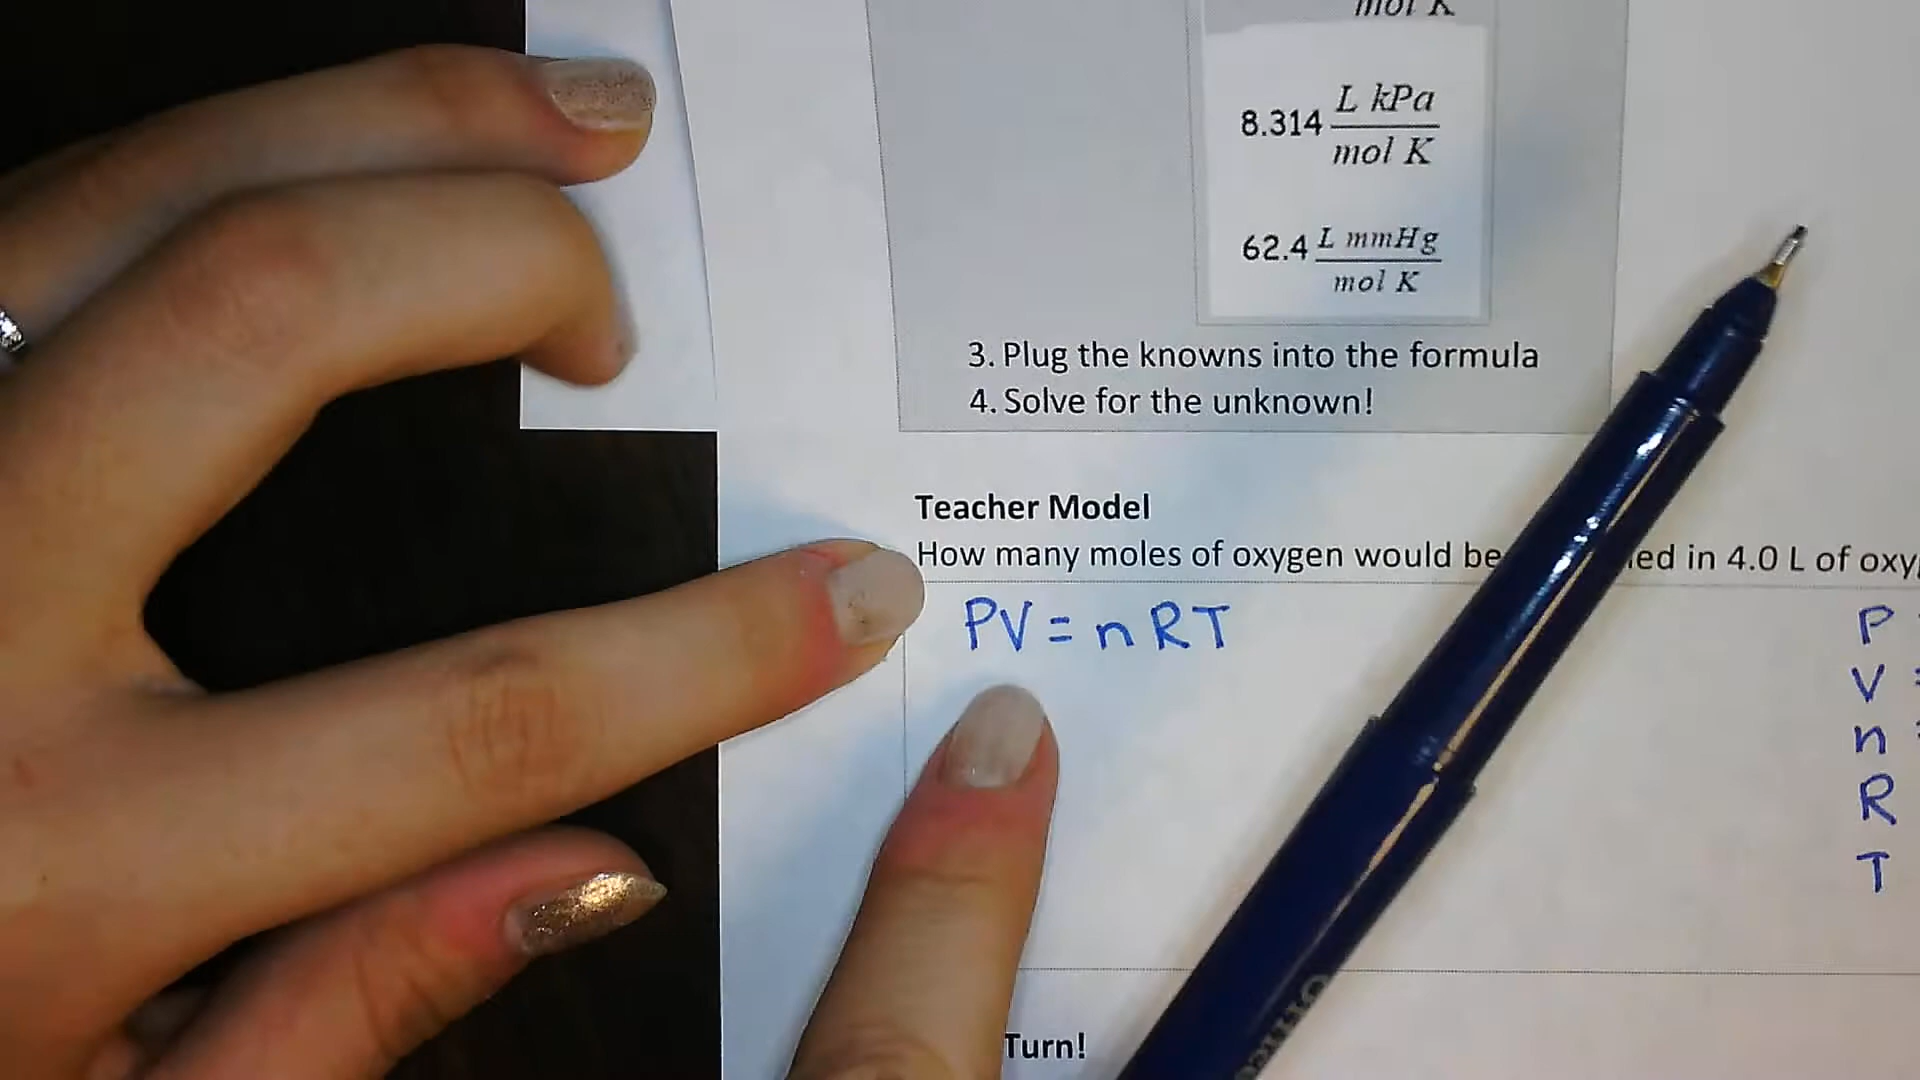 mol K
8.314 L kPa
mol K
62.4 L mmHg
mol K
3. Plug the knowns into the formula
4. Solve for the unknown!
Teacher Model
How many moles of oxygen would be ed in 4.0 L of oxy
PV = nRT
P
V =
n =
R
T
Turn!